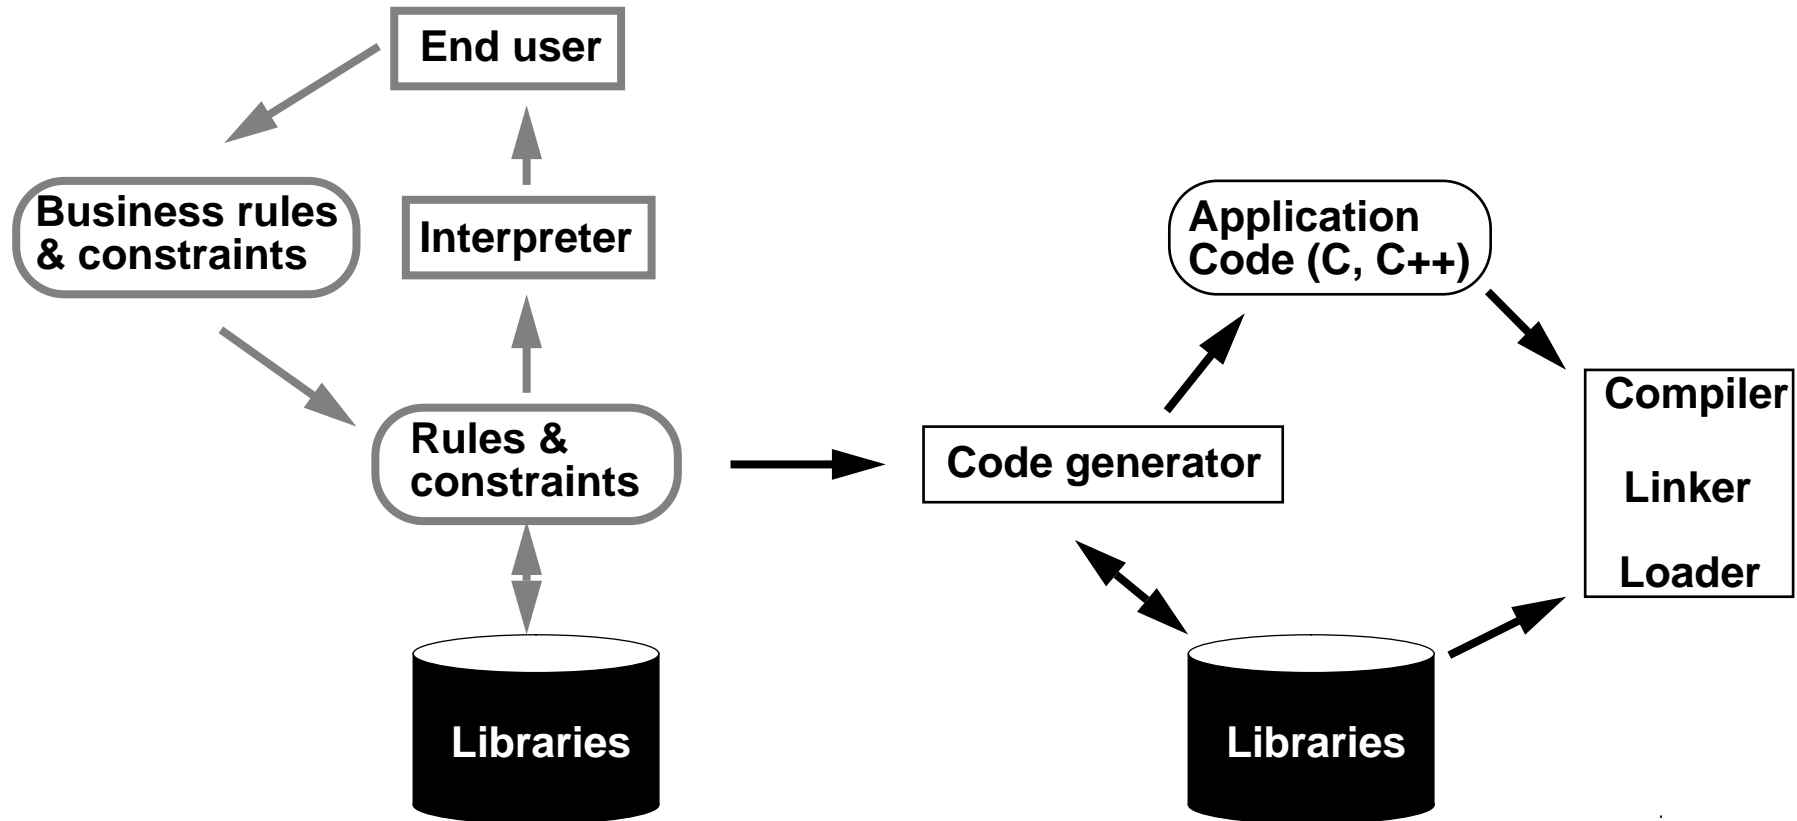 End user
Business rules
& constraints
Interpreter
Application
Code (C, C++)
Rules &
constraints
Code generator
Compiler
Linker
Loader
Libraries
Libraries